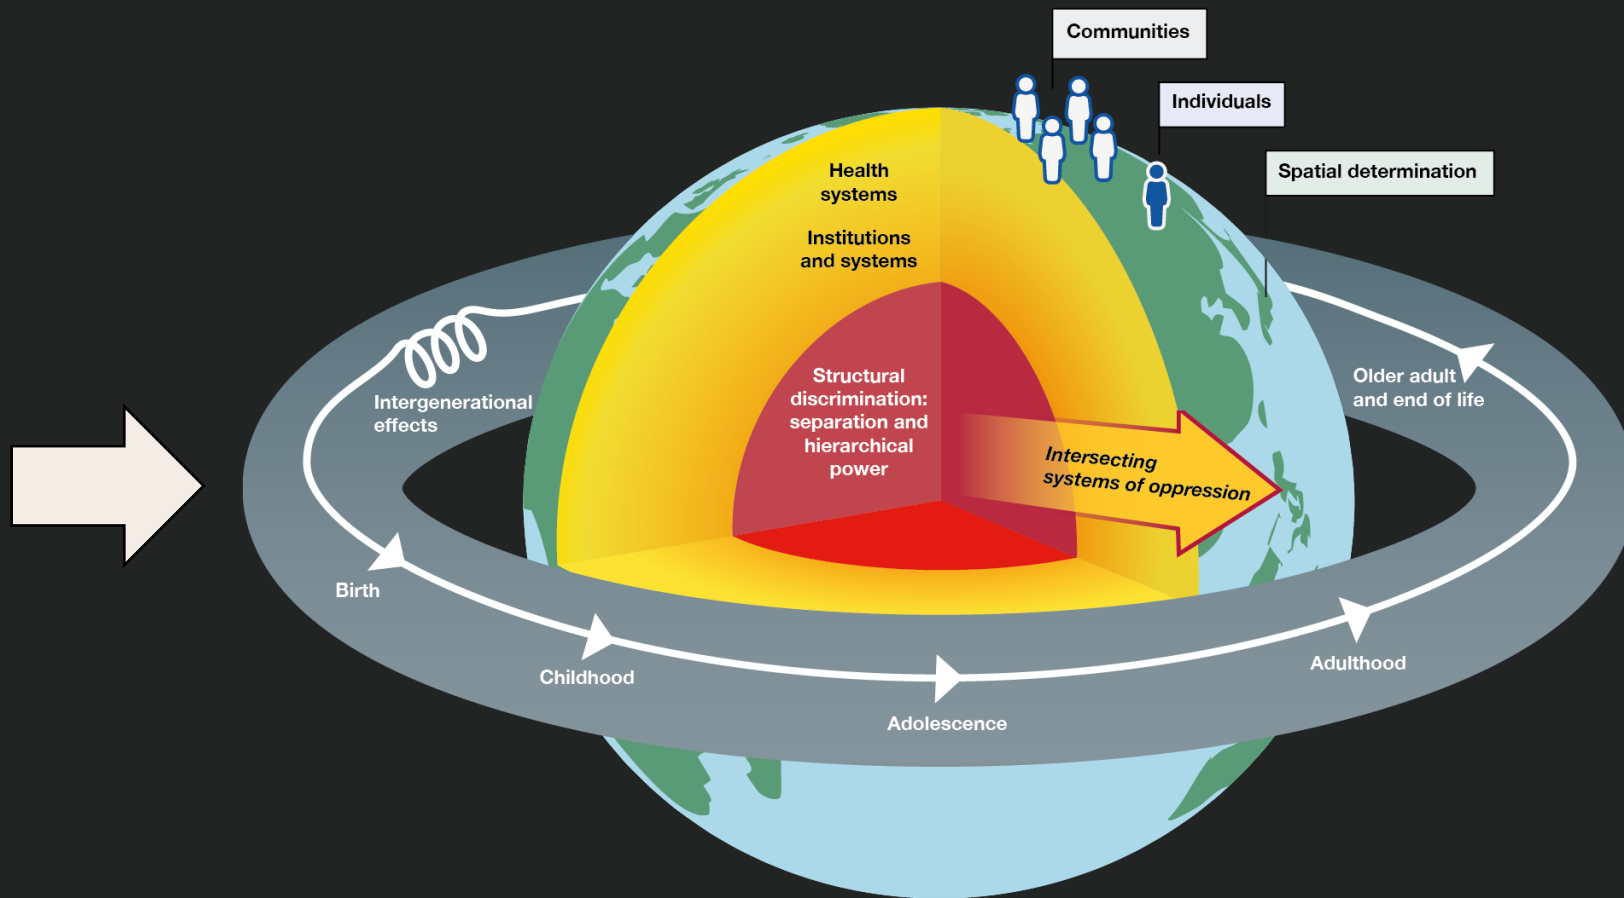 Communities
Individuals
Spatial determination
Health
systems
Institutions
and systems
Structural
discrimination:
separation and
hierarchical
power
Intersecting
systems of oppression
Intergenerational
effects
Older adult
and end of life
Birth
Childhood
Adolescence
Adulthood